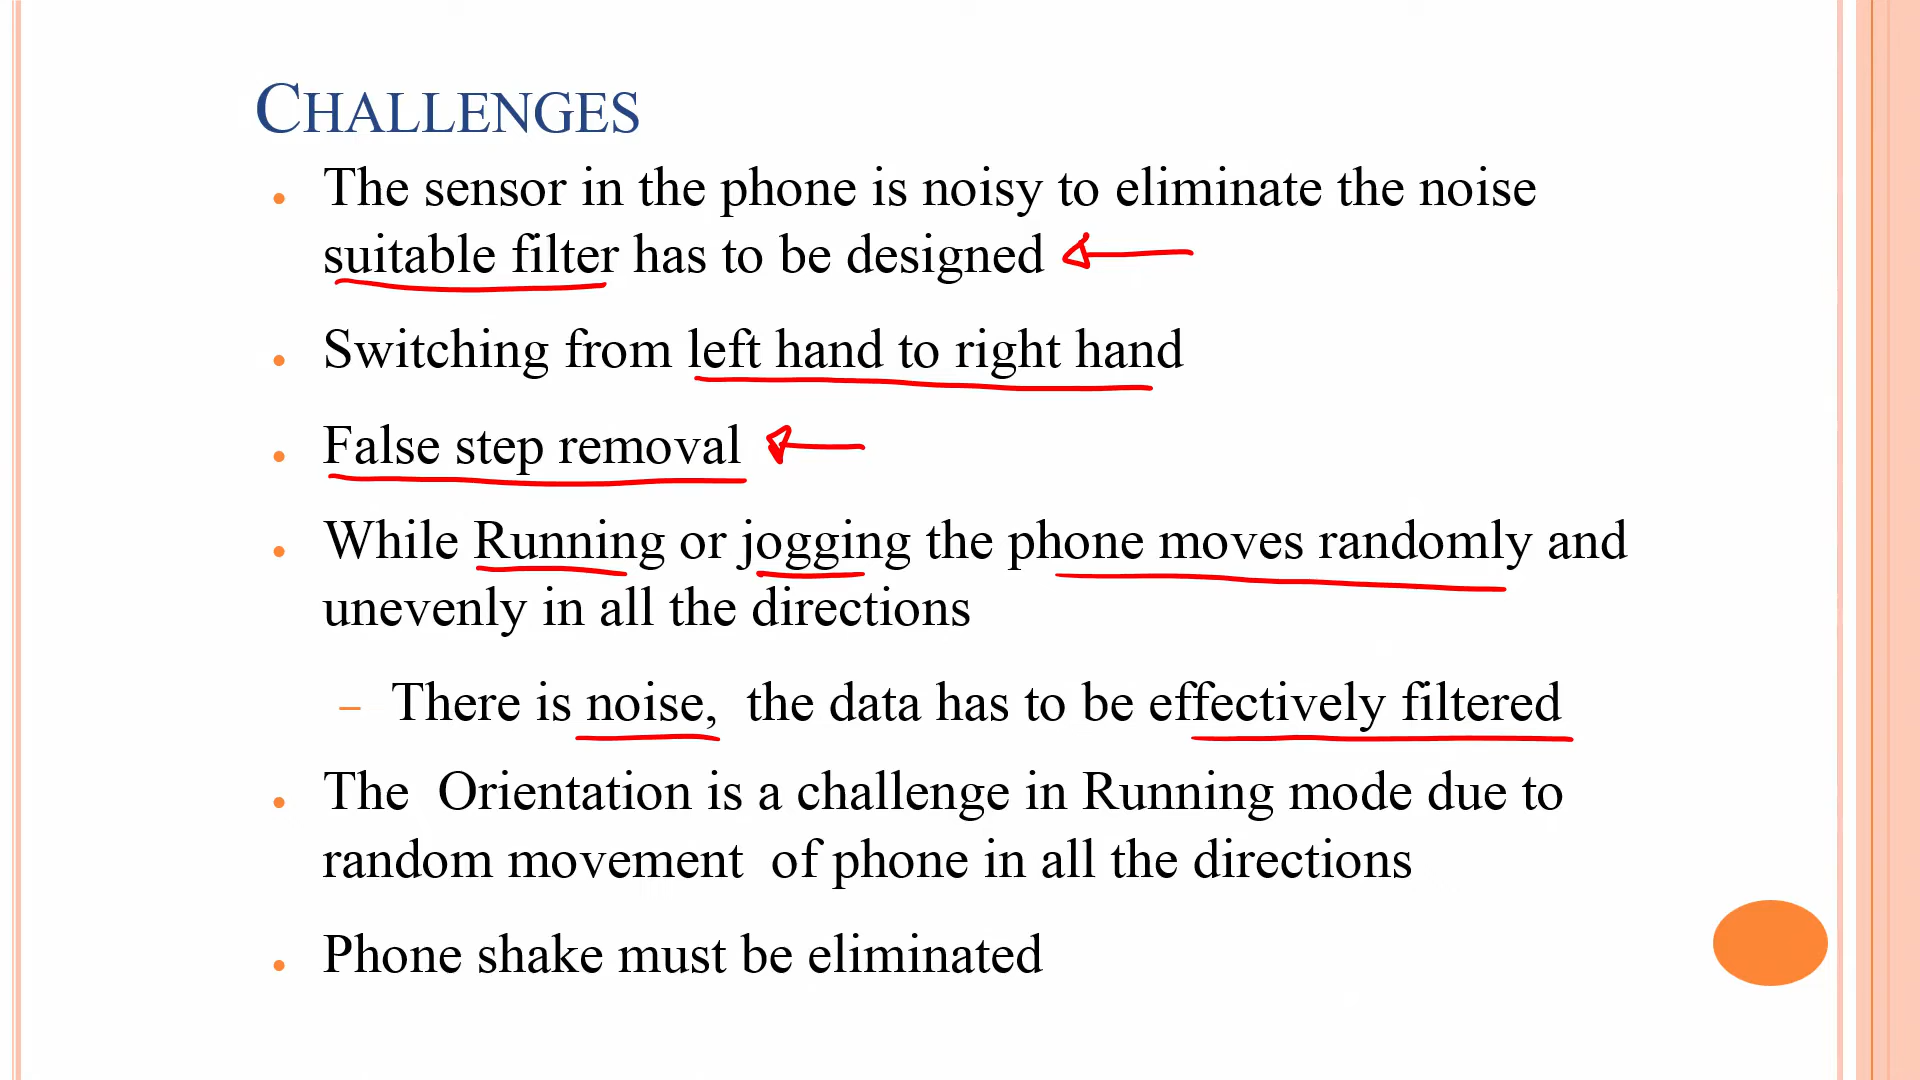 CHALLENGES
The sensor in the phone is noisy to eliminate the noise
suitable filter has to be designed
Switching from left hand to right hand
False step removal
While Running or jogging the phone moves randomly and
unevenly in all the directions
– There is noise, the data has to be effectively filtered
The Orientation is a challenge in Running mode due to
random movement of phone in all the directions
Phone shake must be eliminated